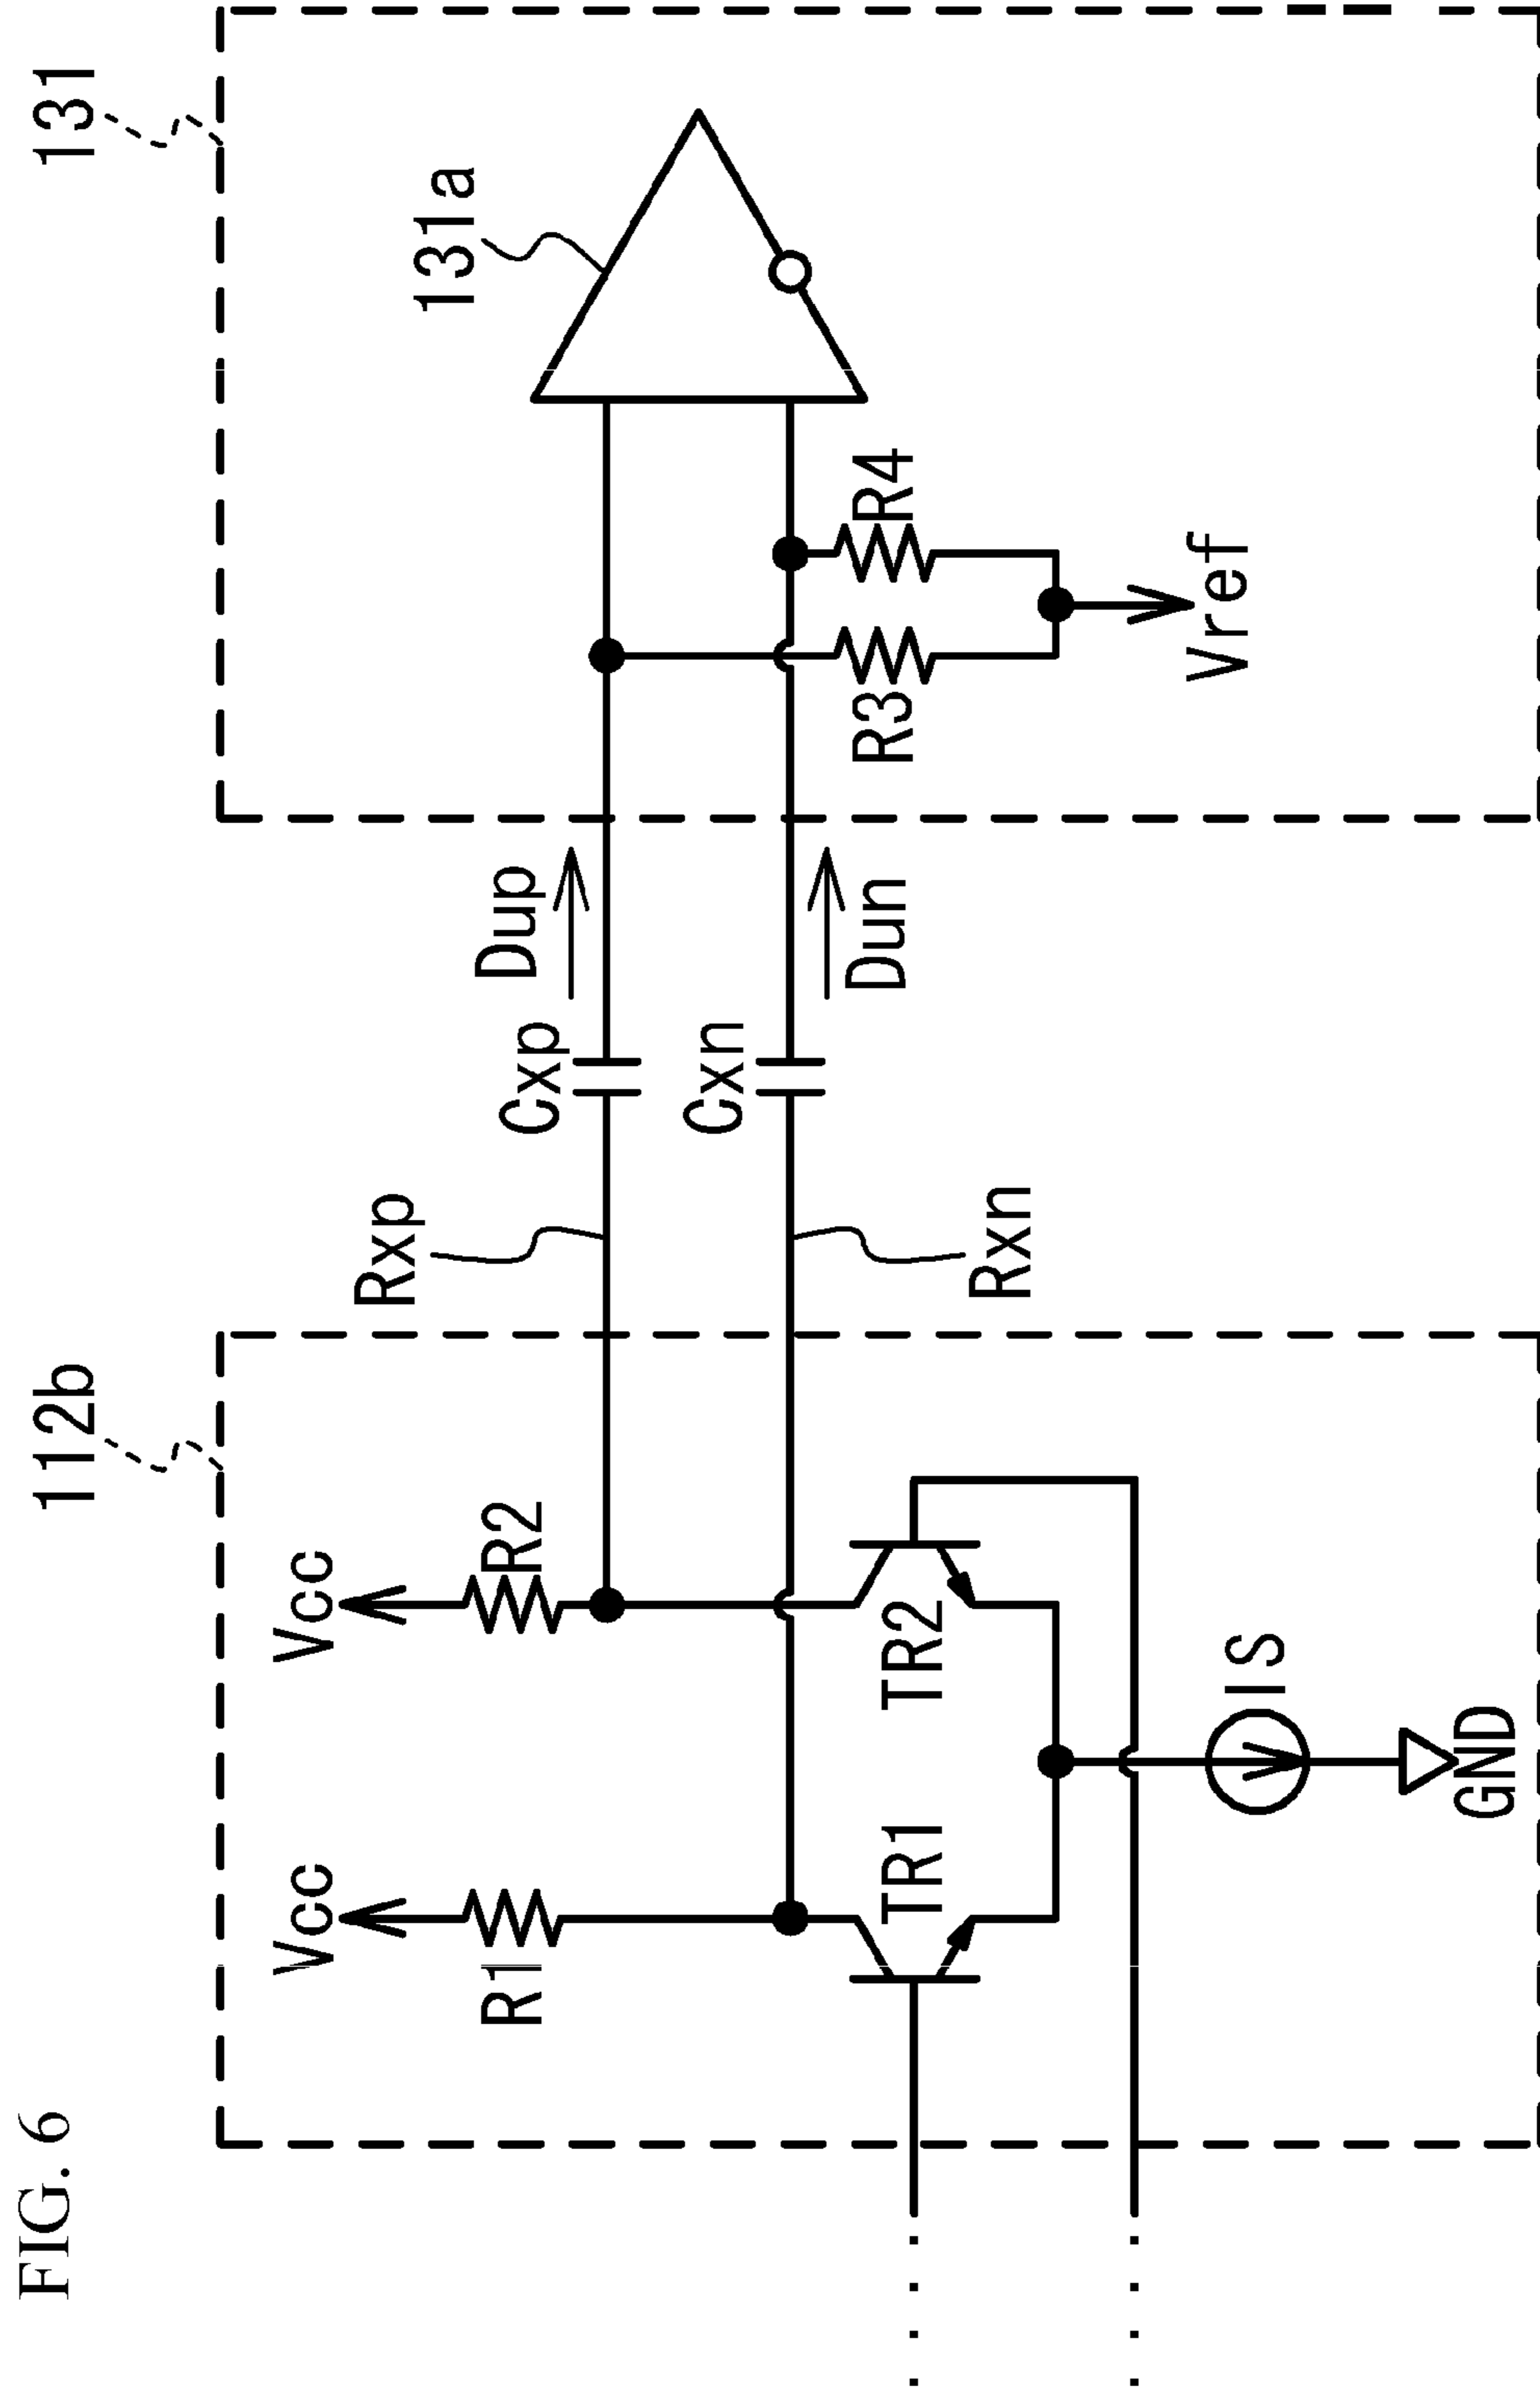 FIG. 6
112b
131
Vcc
Vcc
R1
R2
Rxp
Cxp
Dup
131a
Cxn
TR1
TR2
Rxn
Dun
R3
R4
IS
Vref
GND